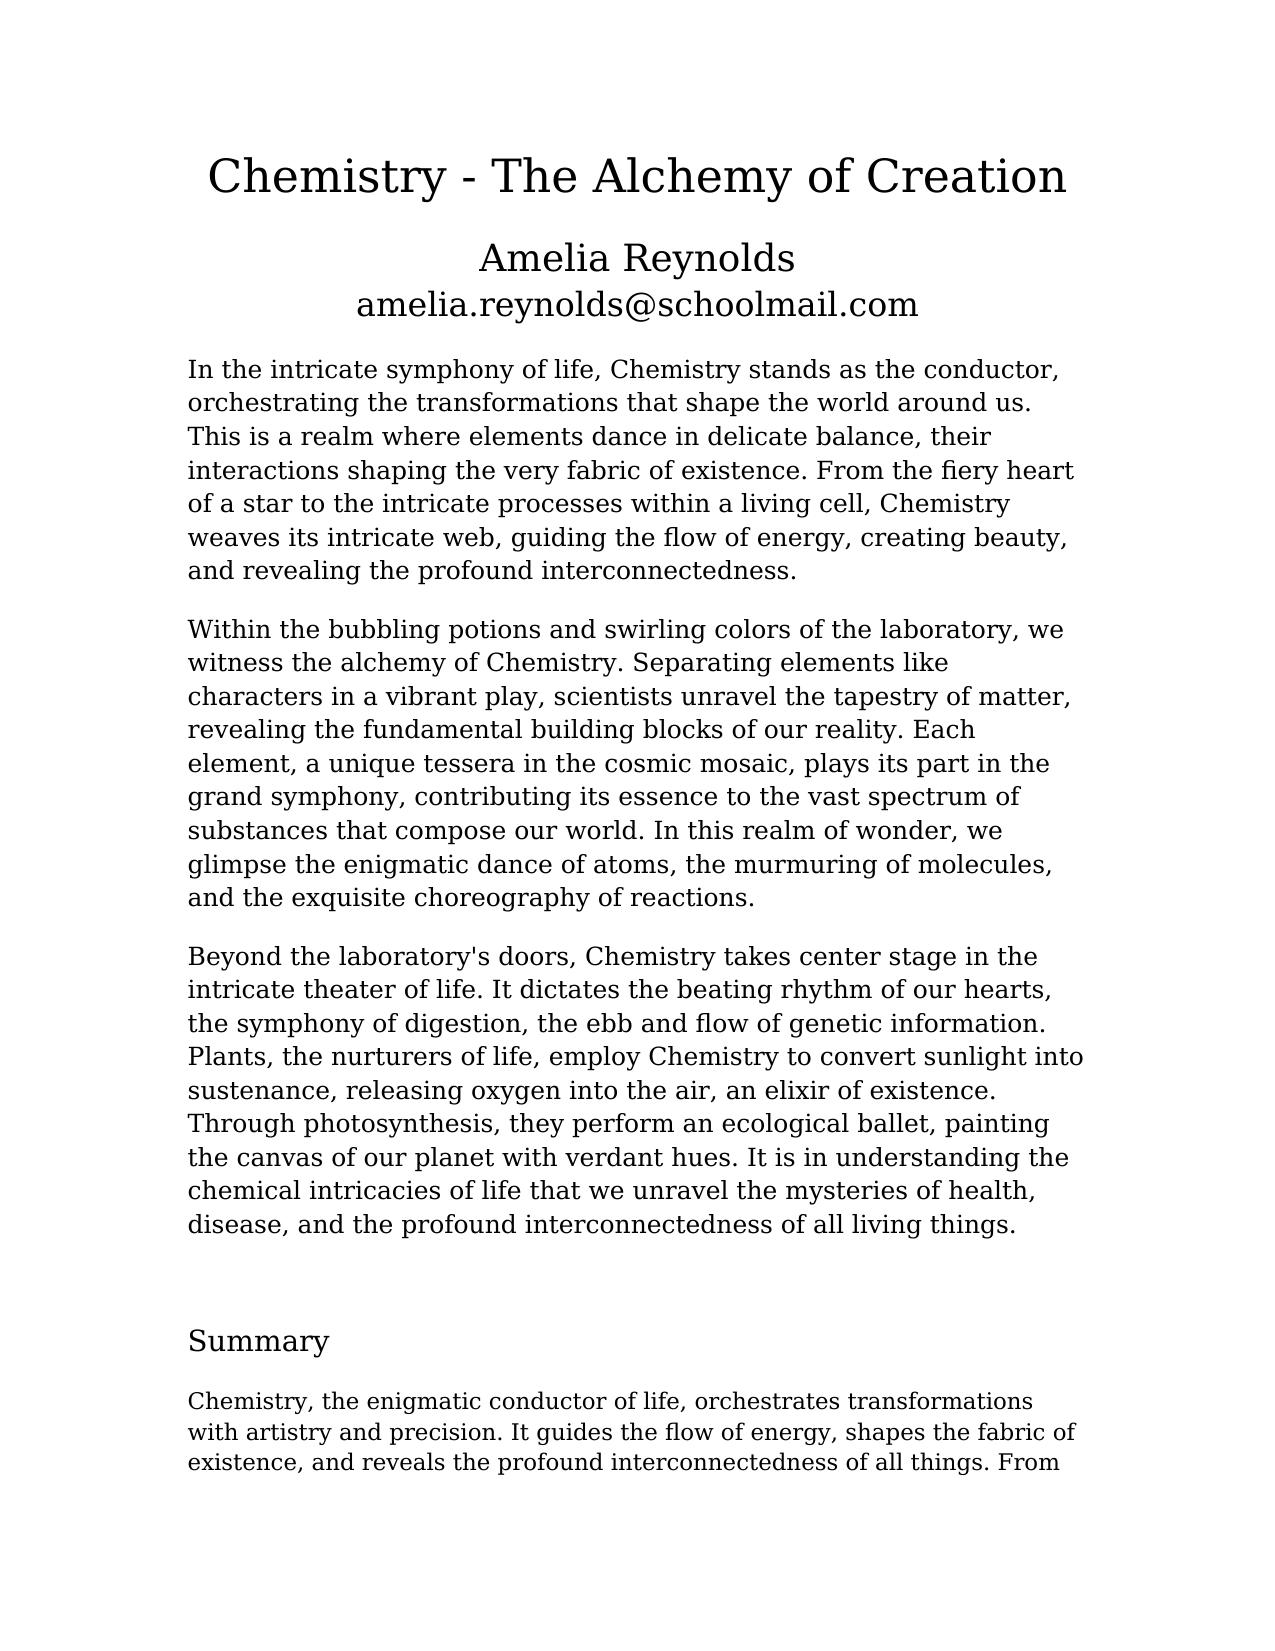 Chemistry - The Alchemy of Creation
Amelia Reynolds
amelia.reynolds@schoolmail.com
In the intricate symphony of life, Chemistry stands as the conductor,
orchestrating the transformations that shape the world around us.
This is a realm where elements dance in delicate balance, their
interactions shaping the very fabric of existence. From the fiery heart
of a star to the intricate processes within a living cell, Chemistry
weaves its intricate web, guiding the flow of energy, creating beauty,
and revealing the profound interconnectedness.
Within the bubbling potions and swirling colors of the laboratory, we
witness the alchemy of Chemistry. Separating elements like
characters in a vibrant play, scientists unravel the tapestry of matter,
revealing the fundamental building blocks of our reality. Each
element, a unique tessera in the cosmic mosaic, plays its part in the
grand symphony, contributing its essence to the vast spectrum of
substances that compose our world. In this realm of wonder, we
glimpse the enigmatic dance of atoms, the murmuring of molecules,
and the exquisite choreography of reactions.
Beyond the laboratory's doors, Chemistry takes center stage in the
intricate theater of life. It dictates the beating rhythm of our hearts,
the symphony of digestion, the ebb and flow of genetic information.
Plants, the nurturers of life, employ Chemistry to convert sunlight into
sustenance, releasing oxygen into the air, an elixir of existence.
Through photosynthesis, they perform an ecological ballet, painting
the canvas of our planet with verdant hues. It is in understanding the
chemical intricacies of life that we unravel the mysteries of health,
disease, and the profound interconnectedness of all living things.
Summary
Chemistry, the enigmatic conductor of life, orchestrates transformations
with artistry and precision. It guides the flow of energy, shapes the fabric of
existence, and reveals the profound interconnectedness of all things. From